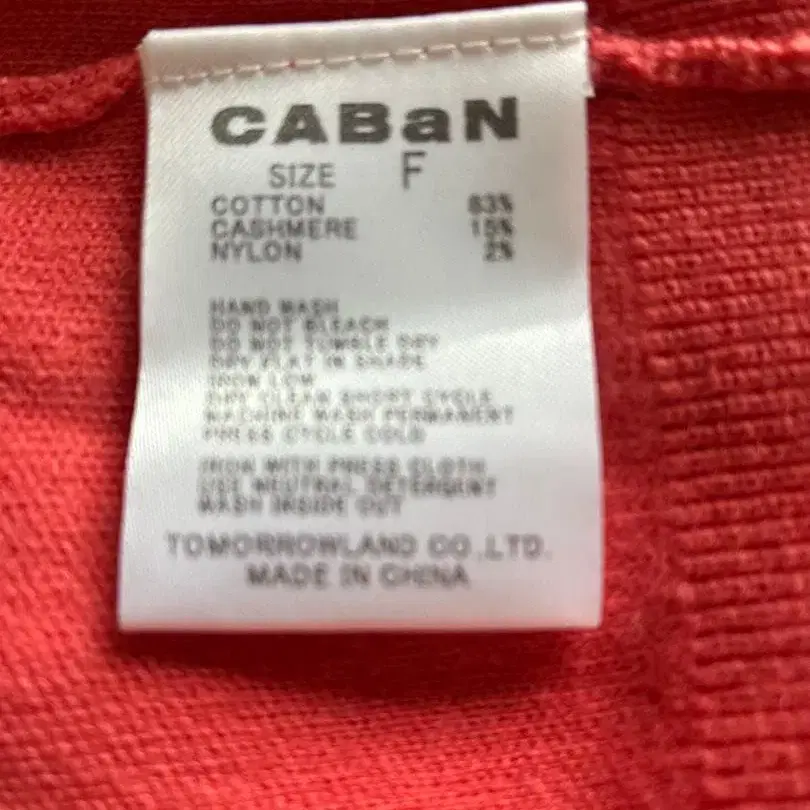 CABaN
SIZE F
COTTON 83%
CASHMERE 15%
NYLON 2%
HAND WASH
DO NOT BLEACH
DO NOT TUMBLE DRY
DRY FLAT IN SHADE
IRON LOW
DRY CLEAN SHORT CYCLE
MACHINE WASH PERMANENT
PRESS CYCLE COLD
IRON WITH PRESS CLOTH
USE NEUTRAL DETERGENT
WASH INSIDE OUT
TOMORROWLAND CO.,LTD.
MADE IN CHINA